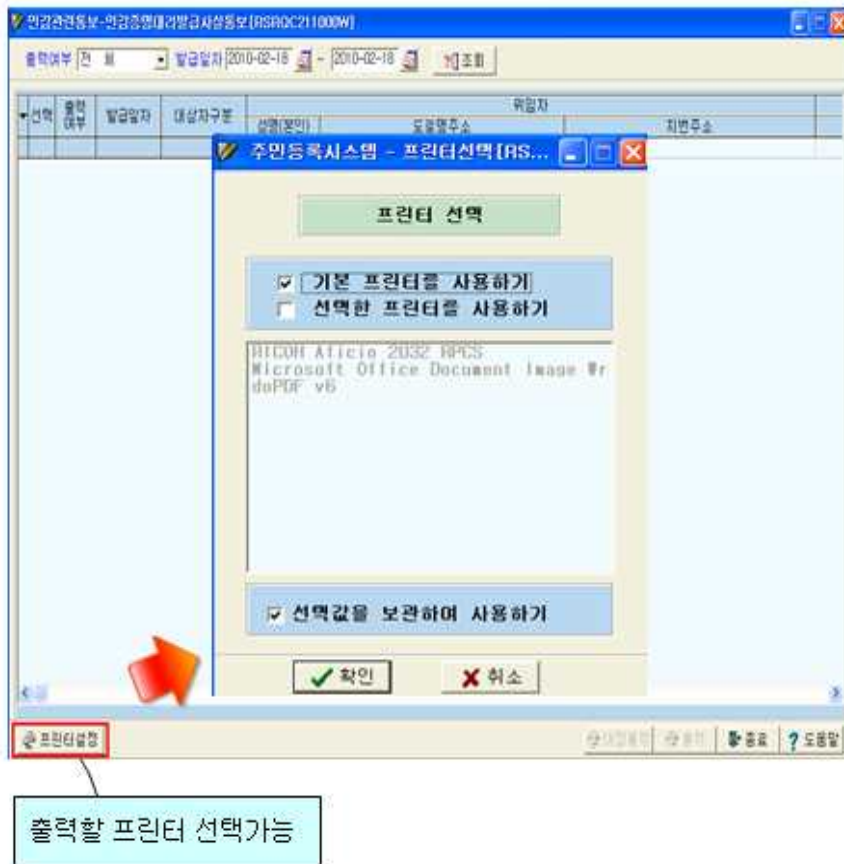 인감관련통보-인감증명대리발급사실통보[RSRQC211000W]
출력여부 전 체 발급일자 2010-02-18 - 2010-02-18 조회
선택 출력여부 발급일자 대상자구분 위임자
성명(본인) 도로명주소 지번주소
주민등록시스템 - 프린터선택[RS...
프린터 선택
기본 프린터를 사용하기
선택한 프린터를 사용하기
RICOH Aficio 2032 RPCS
Microsoft Office Document Image Wr
doPDF v6
선택값을 보관하여 사용하기
확인 취소
프린터설정 종료 도움말
출력할 프린터 선택가능